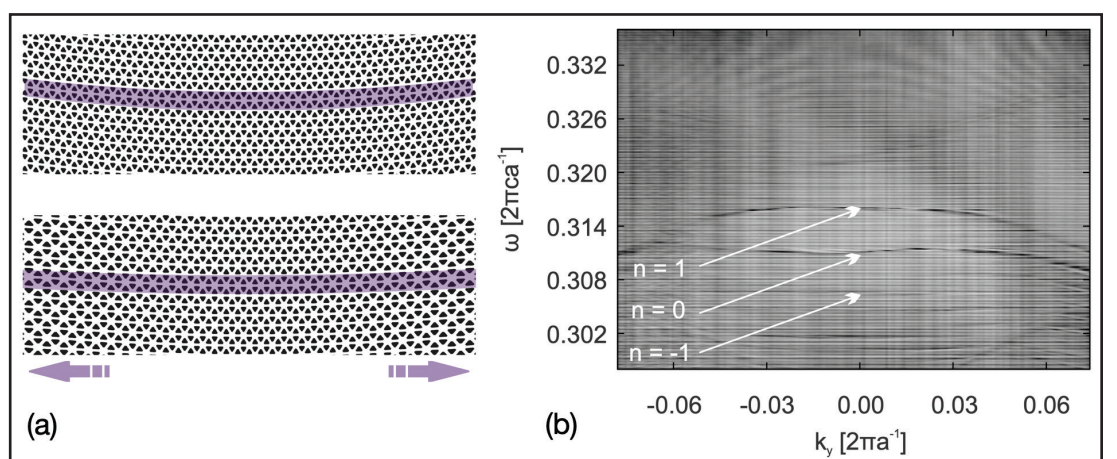 ω [2πca⁻¹]
0.332
0.326
0.320
0.314
0.308
0.302
n = 1
n = 0
n = -1
-0.06 -0.03 0.00 0.03 0.06
k_y [2πa⁻¹]
(a)
(b)